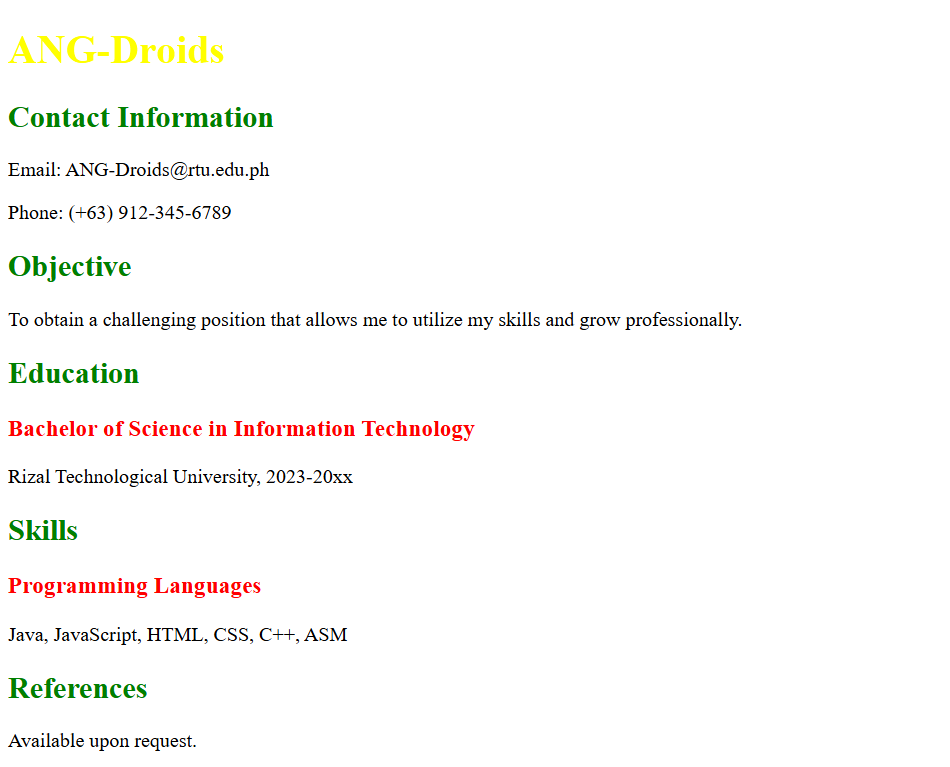 ANG-Droids
Contact Information
Email: ANG-Droids@rtu.edu.ph
Phone: (+63) 912-345-6789
Objective
To obtain a challenging position that allows me to utilize my skills and grow professionally.
Education
Bachelor of Science in Information Technology
Rizal Technological University, 2023-20xx
Skills
Programming Languages
Java, JavaScript, HTML, CSS, C++, ASM
References
Available upon request.